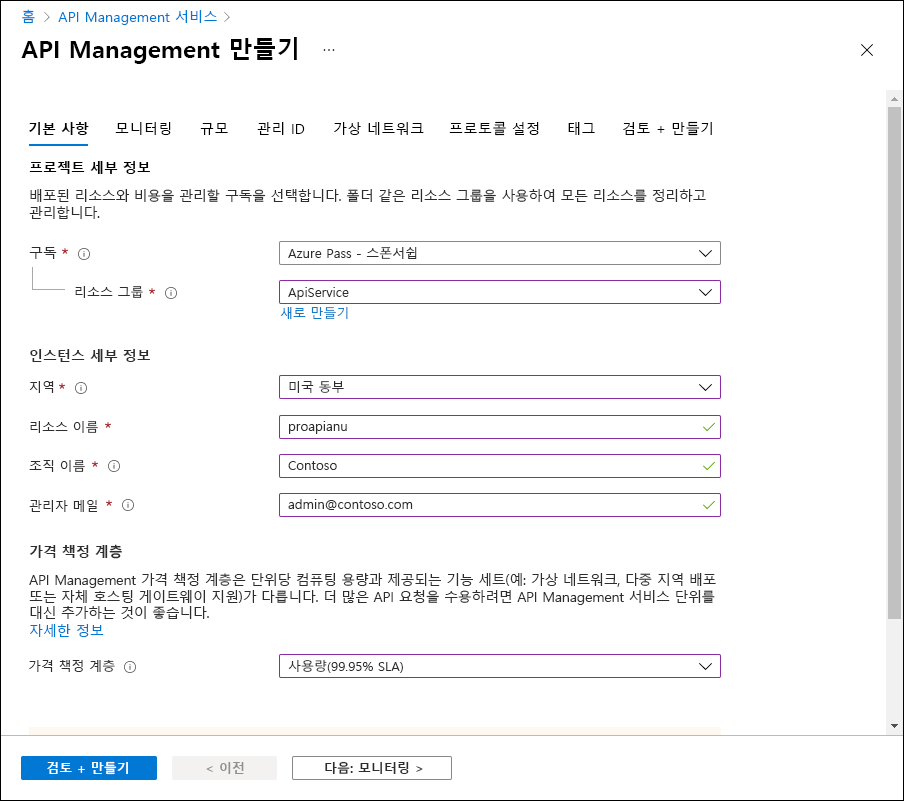 홈 > API Management 서비스 >
API Management 만들기 ...
기본 사항 모니터링 규모 관리 ID 가상 네트워크 프로토콜 설정 태그 검토 + 만들기
프로젝트 세부 정보
배포된 리소스와 비용을 관리할 구독을 선택합니다. 폴더 같은 리소스 그룹을 사용하여 모든 리소스를 정리하고
관리합니다.
구독 * Azure Pass - 스폰서쉽
리소스 그룹 * ApiService
새로 만들기
인스턴스 세부 정보
지역 * 미국 동부
리소스 이름 * proapianu
조직 이름 * Contoso
관리자 메일 * admin@contoso.com
가격 책정 계층
API Management 가격 책정 계층은 단위당 컴퓨팅 용량과 제공되는 기능 세트(예: 가상 네트워크, 다중 지역 배포
또는 자체 호스팅 게이트웨이 지원)가 다릅니다. 더 많은 API 요청을 수용하려면 API Management 서비스 단위를
대신 추가하는 것이 좋습니다.
자세한 정보
가격 책정 계층 사용량(99.95% SLA)
검토 + 만들기 < 이전 다음: 모니터링 >